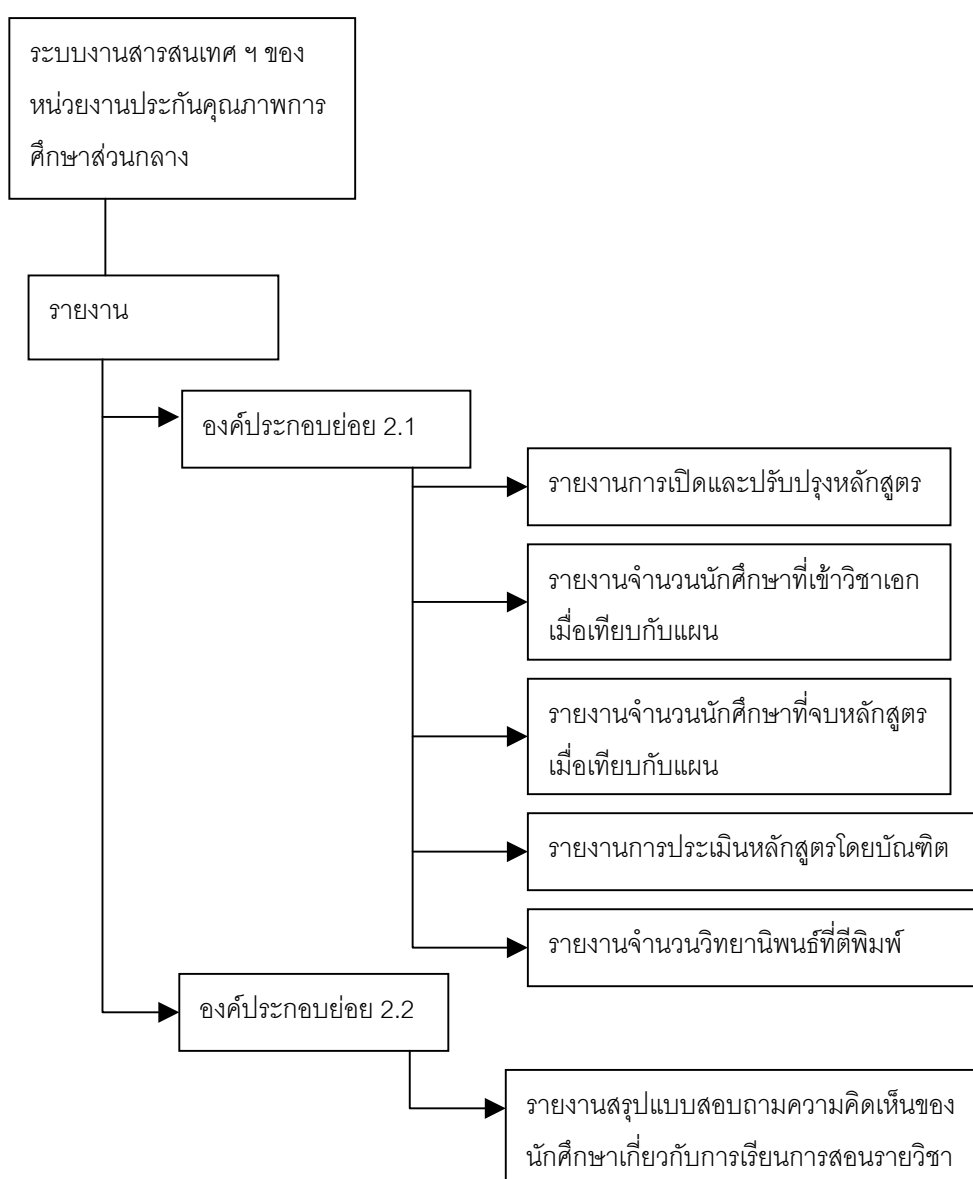 ระบบงานสารสนเทศ ฯ ของ
หน่วยงานประกันคุณภาพการ
ศึกษาส่วนกลาง
รายงาน
องค์ประกอบย่อย 2.1
รายงานการเปิดและปรับปรุงหลักสูตร
รายงานจำนวนนักศึกษาที่เข้าวิชาเอก
เมื่อเทียบกับแผน
รายงานจำนวนนักศึกษาที่จบหลักสูตร
เมื่อเทียบกับแผน
รายงานการประเมินหลักสูตรโดยบัณฑิต
รายงานจำนวนวิทยานิพนธ์ที่ตีพิมพ์
องค์ประกอบย่อย 2.2
รายงานสรุปแบบสอบถามความคิดเห็นของ
นักศึกษาเกี่ยวกับการเรียนการสอนรายวิชา